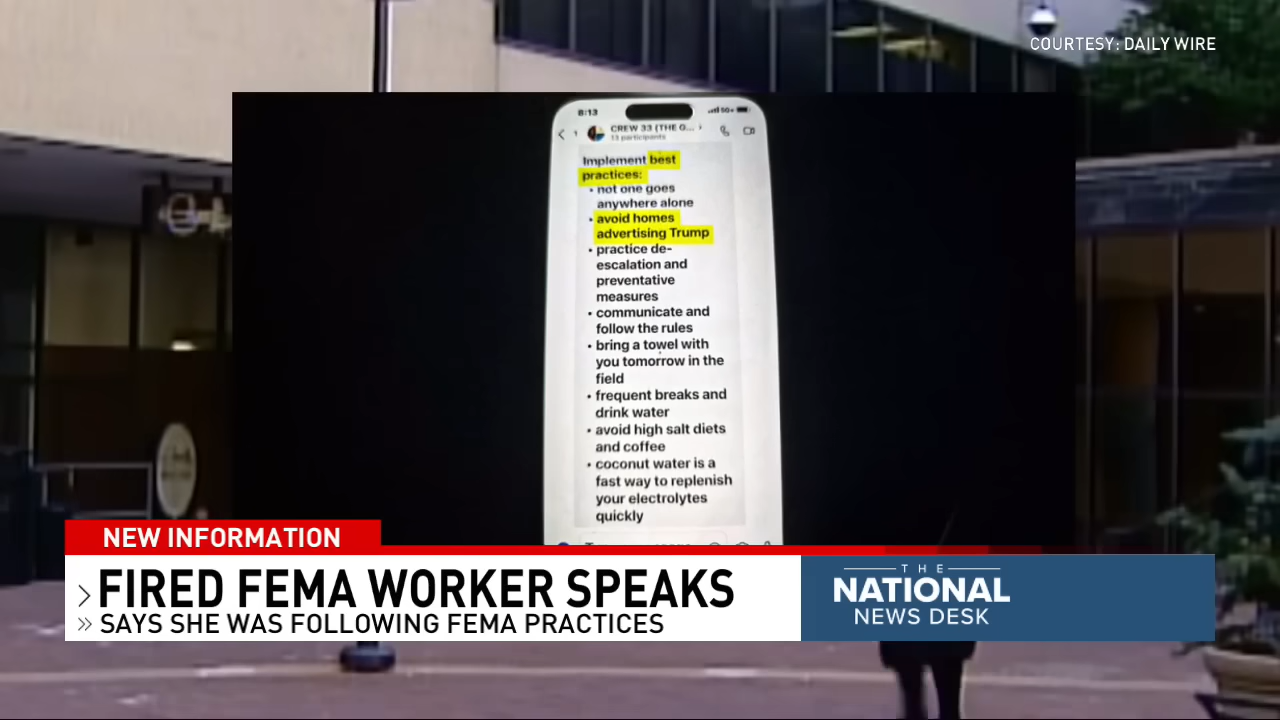 COURTESY: DAILY WIRE
8:13
5G+
1
CREW 33 (THE G...
13 participants
Implement best
practices:
• not one goes
anywhere alone
• avoid homes
advertising Trump
• practice de-
escalation and
preventative
measures
• communicate and
follow the rules
• bring a towel with
you tomorrow in the
field
• frequent breaks and
drink water
• avoid high salt diets
and coffee
• coconut water is a
fast way to replenish
your electrolytes
quickly
NEW INFORMATION
FIRED FEMA WORKER SPEAKS
SAYS SHE WAS FOLLOWING FEMA PRACTICES
THE
NATIONAL
NEWS DESK